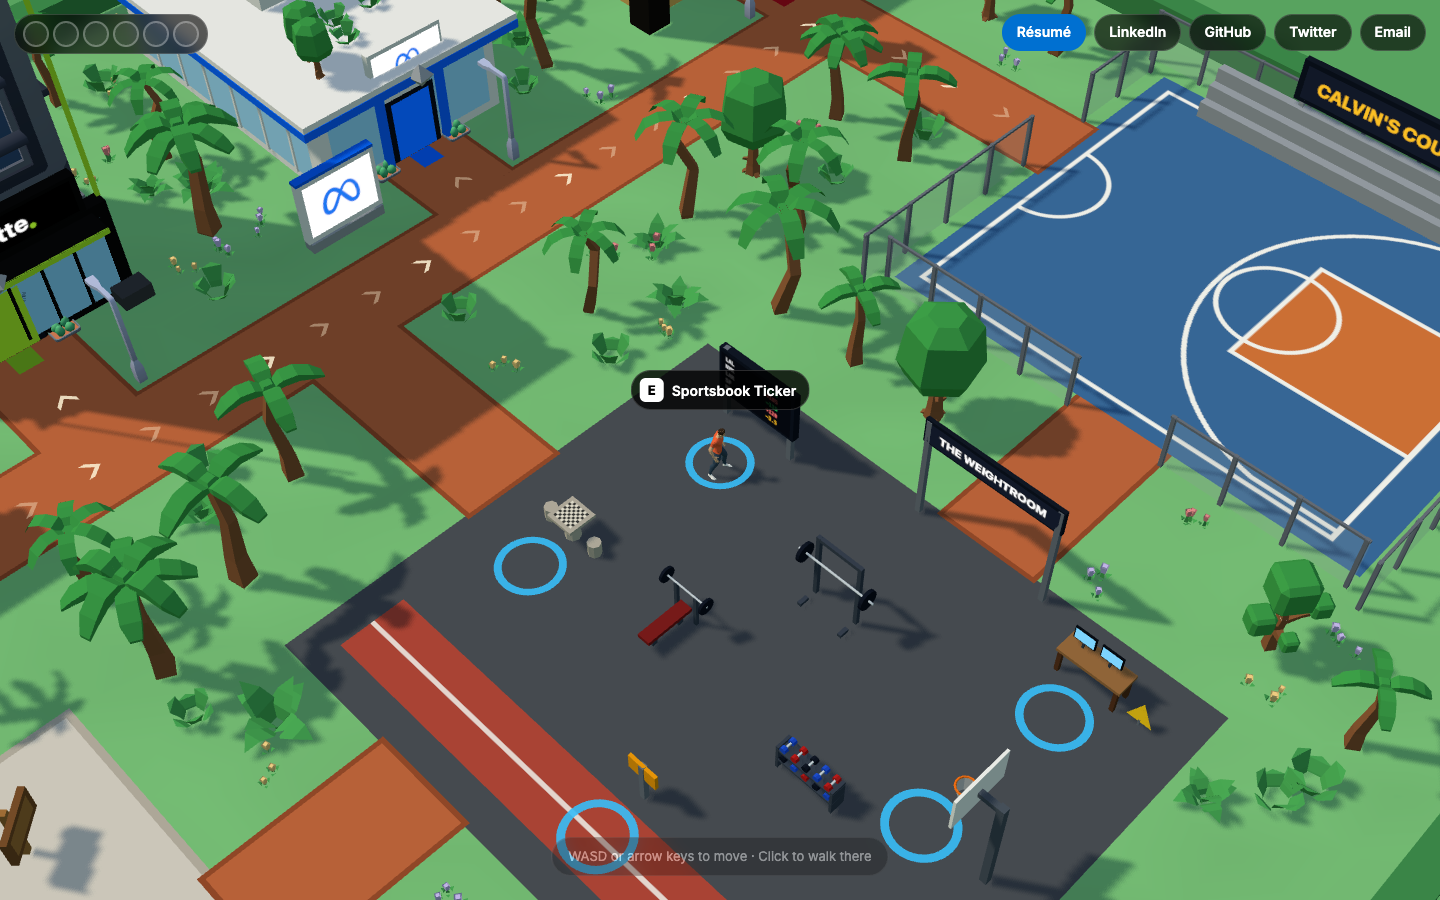 Résumé
LinkedIn
GitHub
Twitter
Email
CALVIN'S COU
tte.
E Sportsbook Ticker
THE WEIGHTROOM
WASD or arrow keys to move · Click to walk there